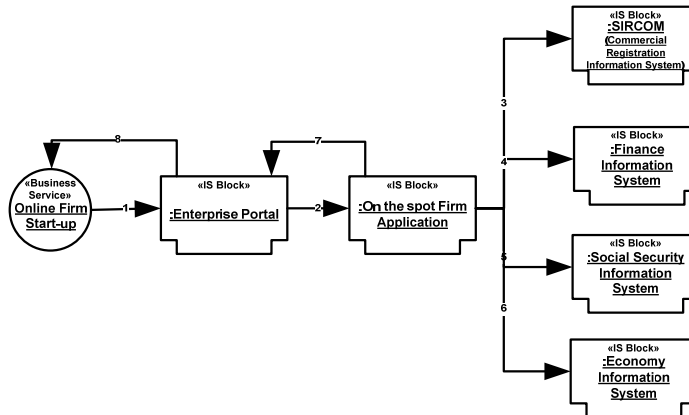 «Business
Service»
Online Firm
Start-up
8
1
«IS Block»
:Enterprise Portal
2
7
«IS Block»
:On the spot Firm
Application
3
4
5
6
«IS Block»
:SIRCOM
(Commercial
Registration
Information System)
«IS Block»
:Finance
Information
System
«IS Block»
:Social Security
Information
System
«IS Block»
:Economy
Information
System